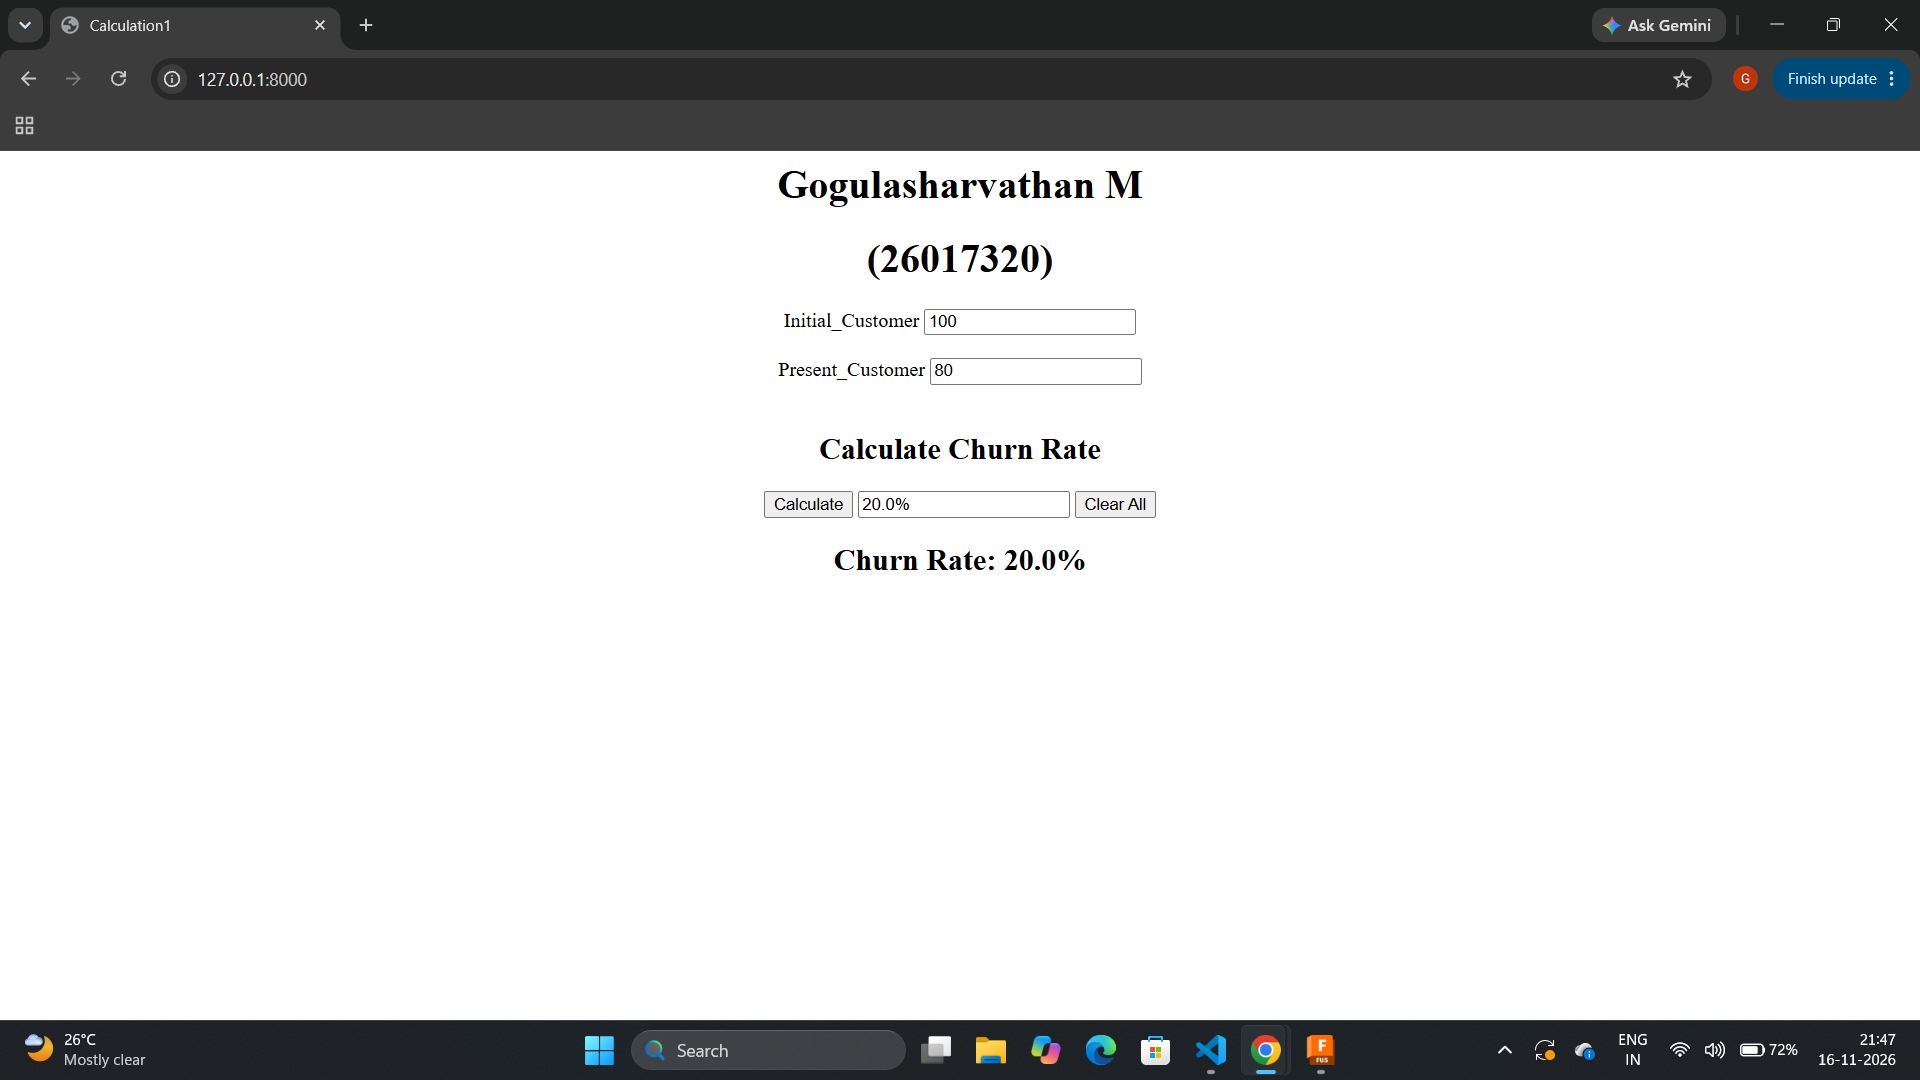 Calculation1
Ask Gemini
127.0.0.1:8000
G
Finish update
Gogulasharvathan M
(26017320)
Initial_Customer 100
Present_Customer 80
Calculate Churn Rate
Calculate 20.0% Clear All
Churn Rate: 20.0%
26°C
Mostly clear
Search
F
FUS
ENG
IN
72%
21:47
16-11-2026